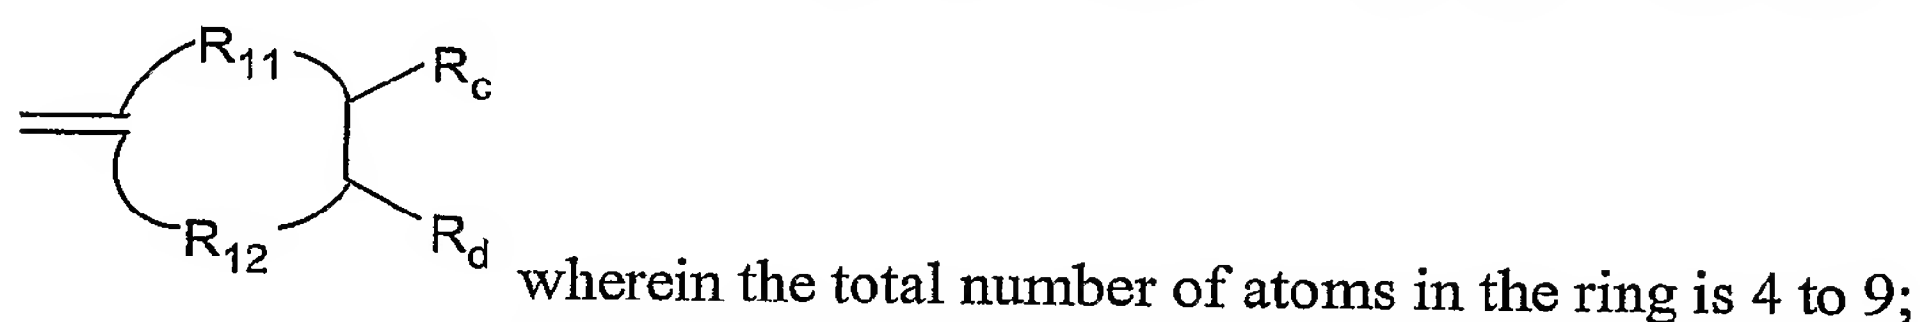 R11
Rc
R12
Rd
wherein the total number of atoms in the ring is 4 to 9;